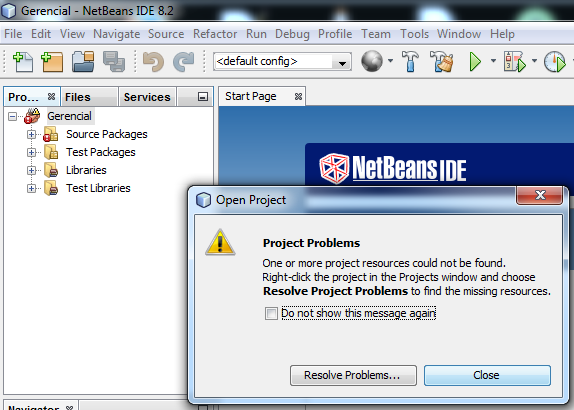 Gerencial - NetBeans IDE 8.2
File Edit View Navigate Source Refactor Run Debug Profile Team Tools Window Help
<default config>
Pro... Files Services
Start Page
Gerencial
Source Packages
Test Packages
Libraries
Test Libraries
NetBeans IDE
Open Project
Project Problems
One or more project resources could not be found.
Right-click the project in the Projects window and choose
Resolve Project Problems to find the missing resources.
Do not show this message again
Resolve Problems... Close
Navigator